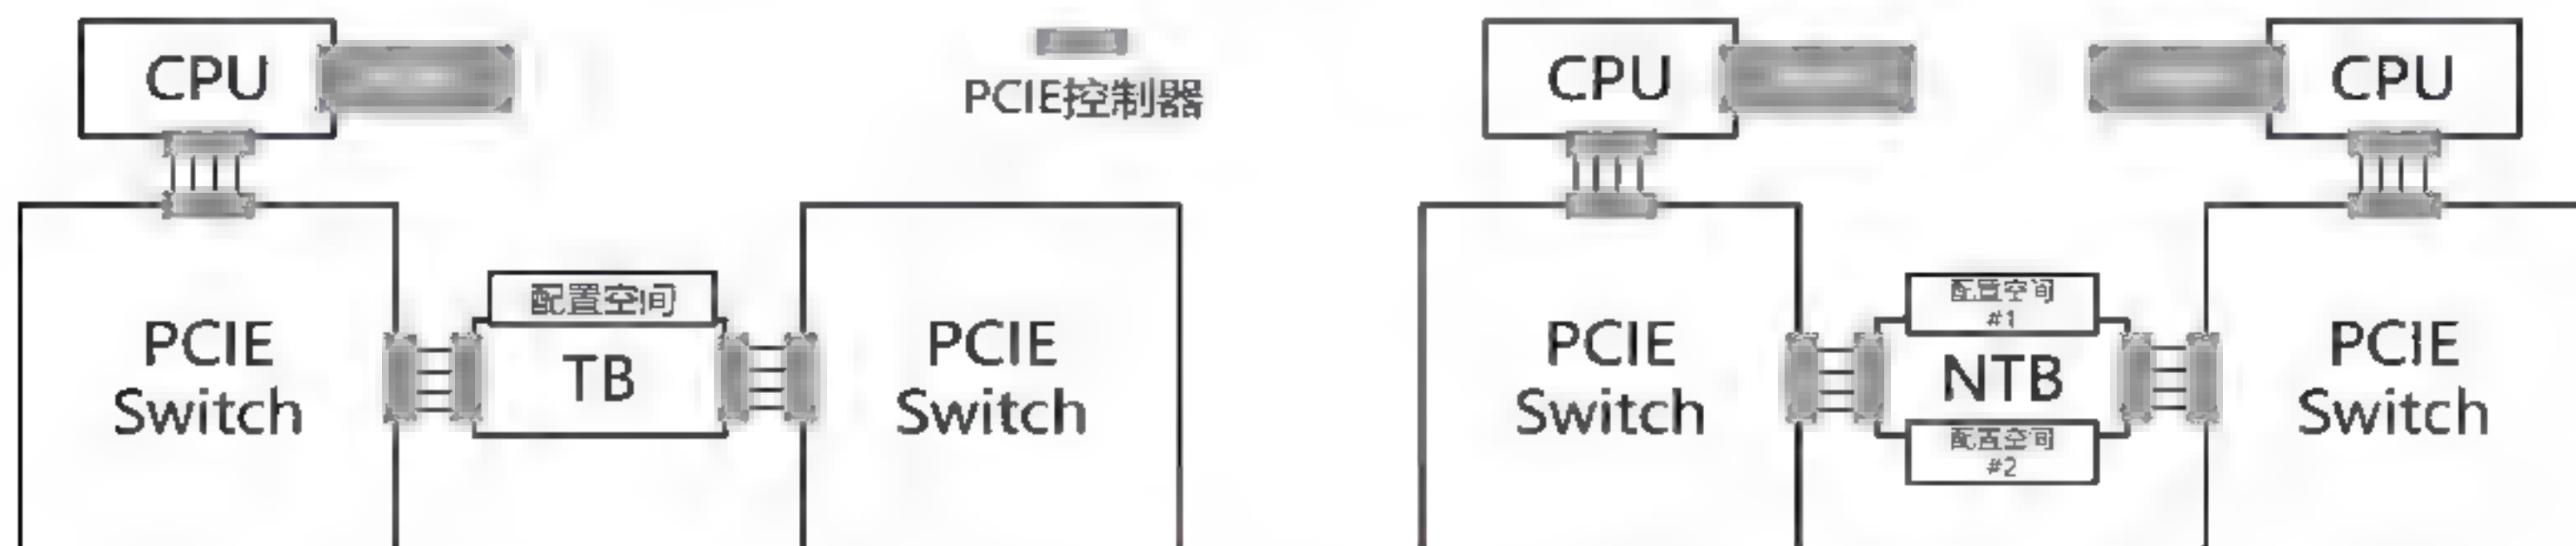 CPU
PCIE控制器
CPU
CPU
配置空间
PCIE
Switch
TB
PCIE
Switch
PCIE
Switch
配置空间
#1
NTB
配置空间
#2
PCIE
Switch